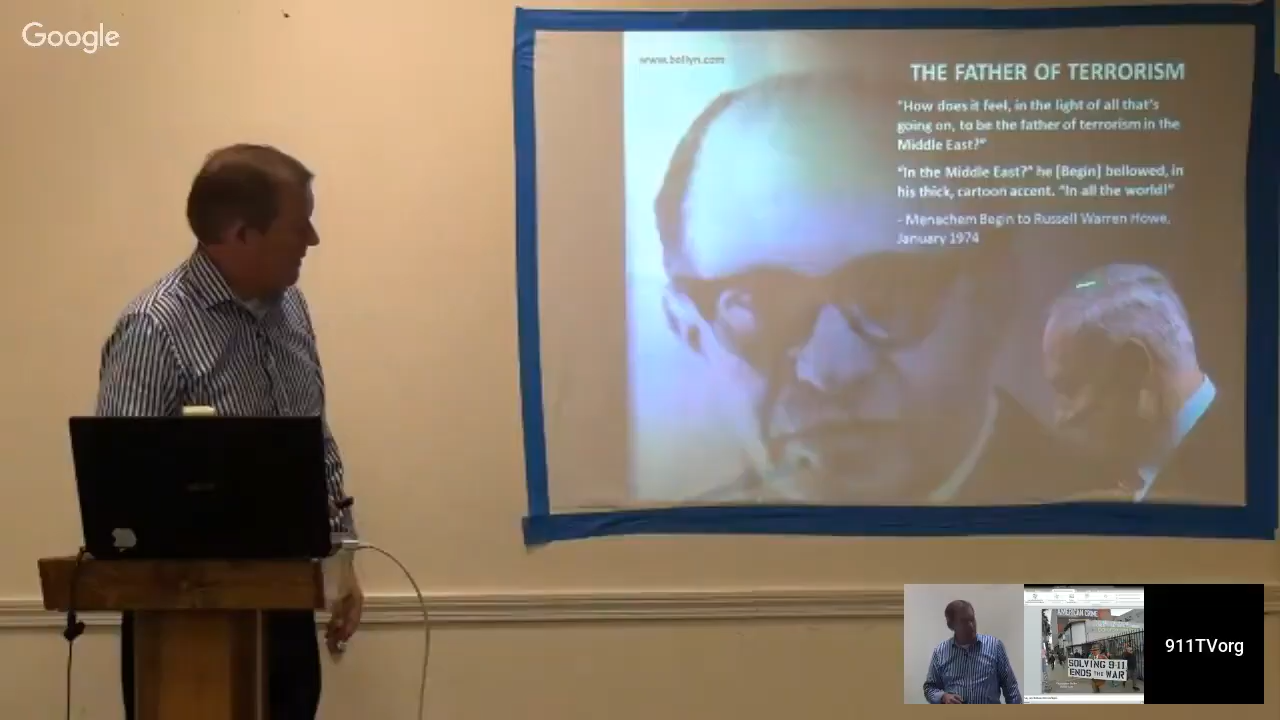 Google
www.bollyn.com
THE FATHER OF TERRORISM
"How does it feel, in the light of all that's
going on, to be the father of terrorism in the
Middle East?"
"In the Middle East?" he [Begin] bellowed, in
his thick, cartoon accent. "In all the world!"
- Menachem Begin to Russell Warren Howe,
January 1974
AMERICAN CRIME
SOLVING 9-11
ENDS THE WAR
911TVorg